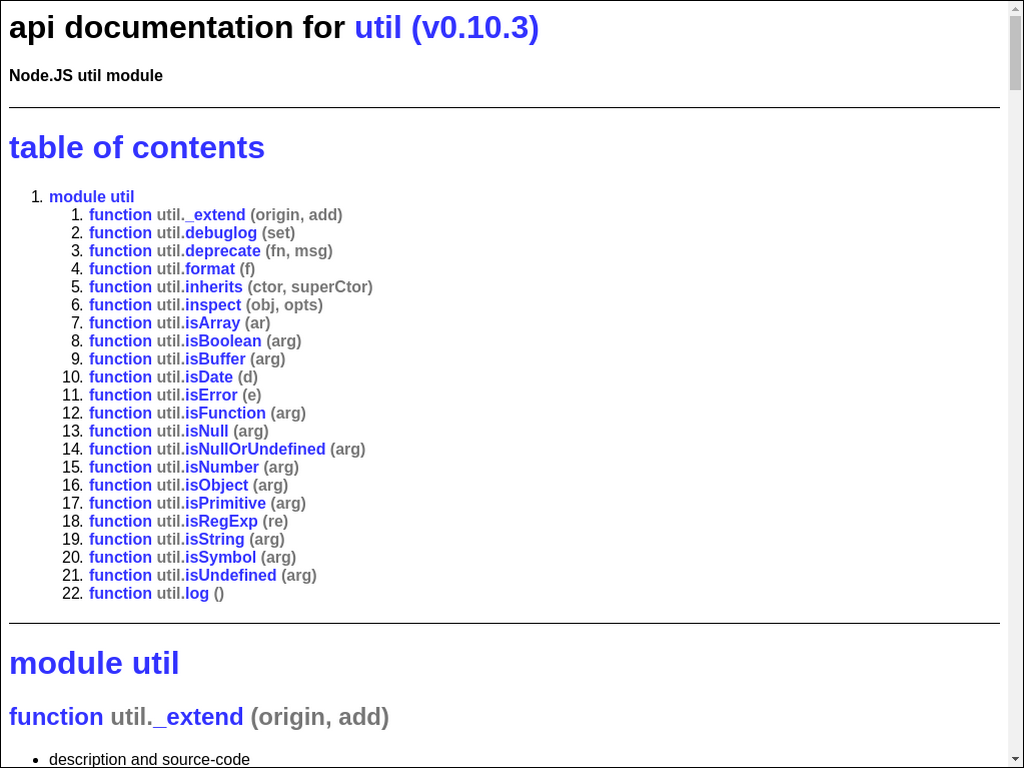 api documentation for util (v0.10.3)
Node.JS util module
table of contents
1. module util
1. function util._extend (origin, add)
2. function util.debuglog (set)
3. function util.deprecate (fn, msg)
4. function util.format (f)
5. function util.inherits (ctor, superCtor)
6. function util.inspect (obj, opts)
7. function util.isArray (ar)
8. function util.isBoolean (arg)
9. function util.isBuffer (arg)
10. function util.isDate (d)
11. function util.isError (e)
12. function util.isFunction (arg)
13. function util.isNull (arg)
14. function util.isNullOrUndefined (arg)
15. function util.isNumber (arg)
16. function util.isObject (arg)
17. function util.isPrimitive (arg)
18. function util.isRegExp (re)
19. function util.isString (arg)
20. function util.isSymbol (arg)
21. function util.isUndefined (arg)
22. function util.log ()
module util
function util._extend (origin, add)
• description and source-code